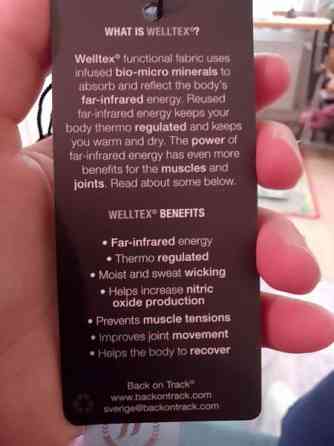 WHAT IS WELLTEX®?
Welltex® functional fabric uses
infused bio-micro minerals to
absorb and reflect the body's
far-infrared energy. Reused
far-infrared energy keeps your
body thermo regulated and keeps
you warm and dry. The power of
far-infrared energy has even more
benefits for the muscles and
joints. Read about some below.
WELLTEX® BENEFITS
• Far-infrared energy
• Thermo regulated
• Moist and sweat wicking
• Helps increase nitric
oxide production
• Prevents muscle tensions
• Improves joint movement
• Helps the body to recover
Back on Track®
www.backontrack.com
sverige@backontrack.com